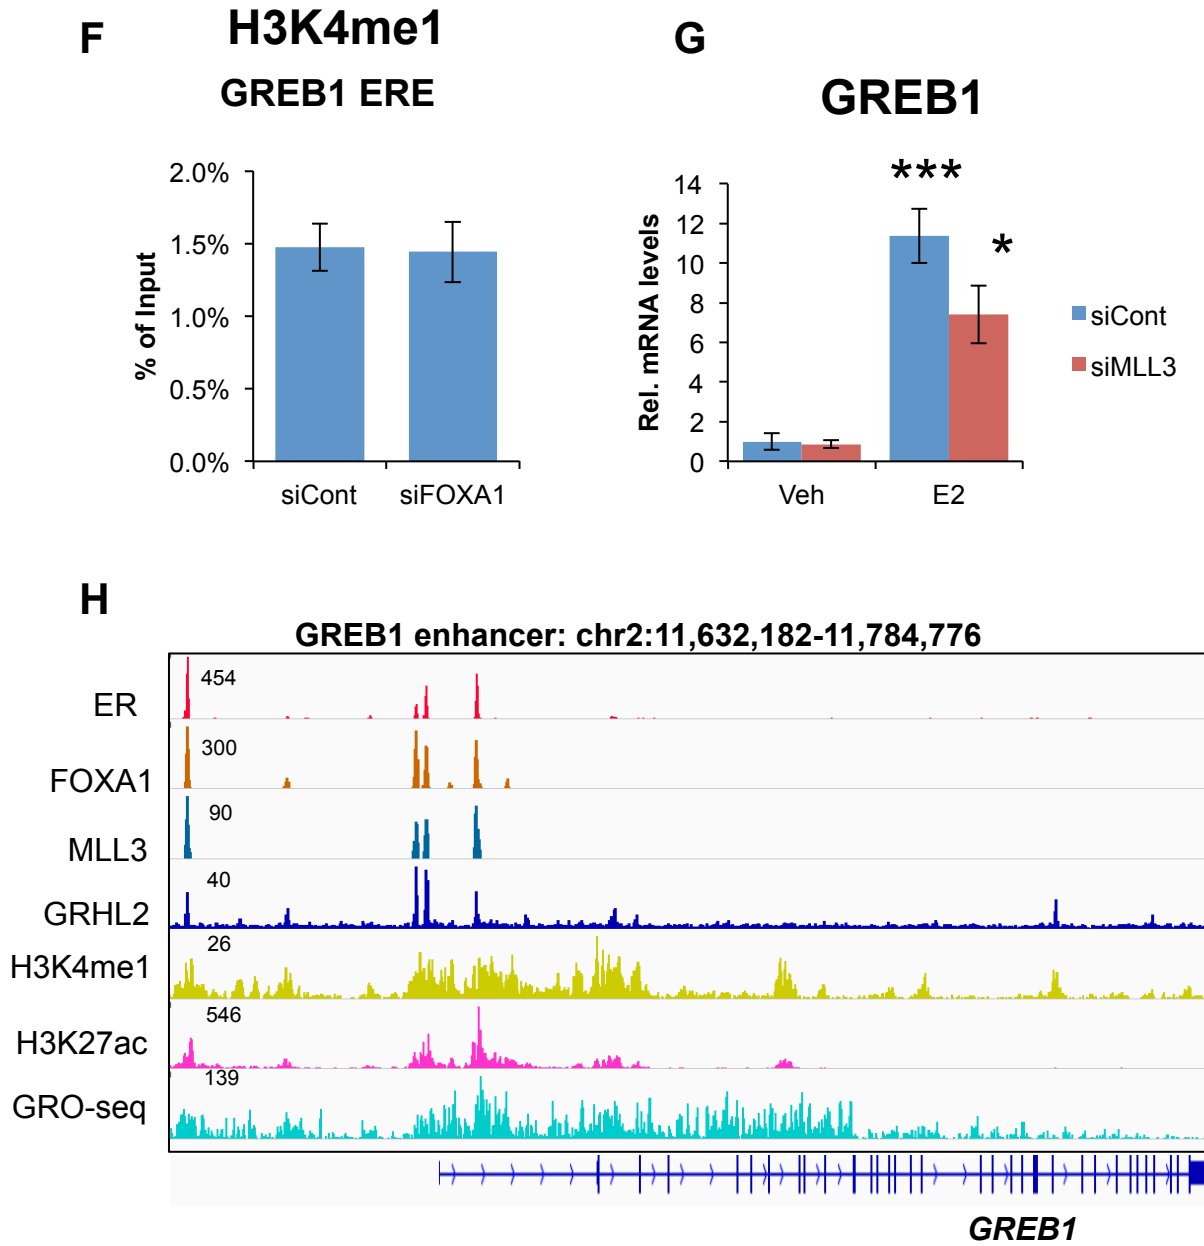 F
H3K4me1
GREB1 ERE
% of Input
2.0%
1.5%
1.0%
0.5%
0.0%
siCont siFOXA1
G
GREB1
Rel. mRNA levels
14
12
10
8
6
4
2
0
***
*
Veh E2
siCont
siMLL3
H
GREB1 enhancer: chr2:11,632,182-11,784,776
ER 454
FOXA1 300
MLL3 90
GRHL2 40
H3K4me1 26
H3K27ac 546
GRO-seq 139
GREB1